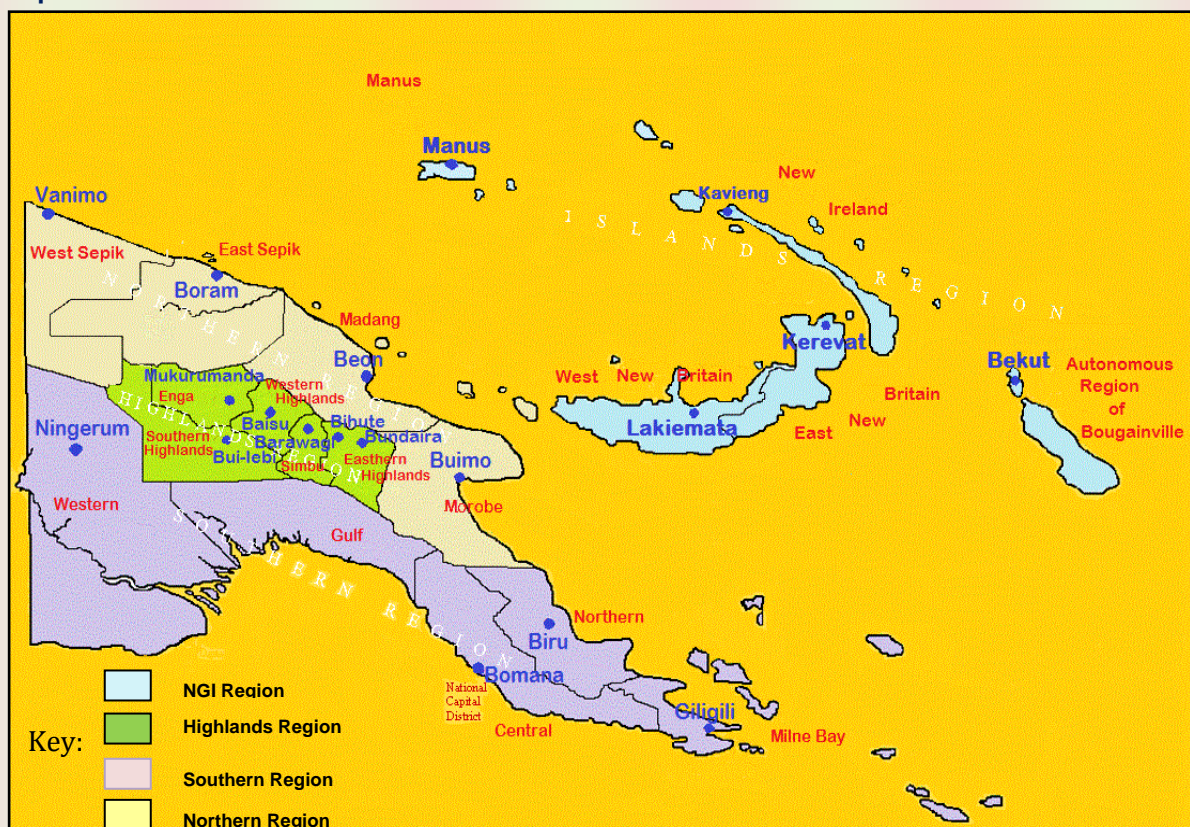 Manus
Manus
Kavieng
New
Ireland
ISLANDS REGION
Vanimo
West Sepik
East Sepik
Boram
NORTHERN REGION
Madang
Beon
Kerevat
Bekut
Autonomous
Region
of
Bougainville
West New Britain
Britain
New
East
Lakiemata
Mukurumanda
Enga
Western
Highlands
HIGHLANDS REGION
Baisu
Bihute
Barawagi
Bundaira
Southern
Highlands
Bui-Iebi
Simbu
Easthern
Highlands
Buimo
Morobe
Ningerum
Western
Gulf
SOUTHERN REGION
Northern
Biru
Bomana
National
Capital
District
Central
Giligili
Milne Bay
Key:
NGI Region
Highlands Region
Southern Region
Northern Region